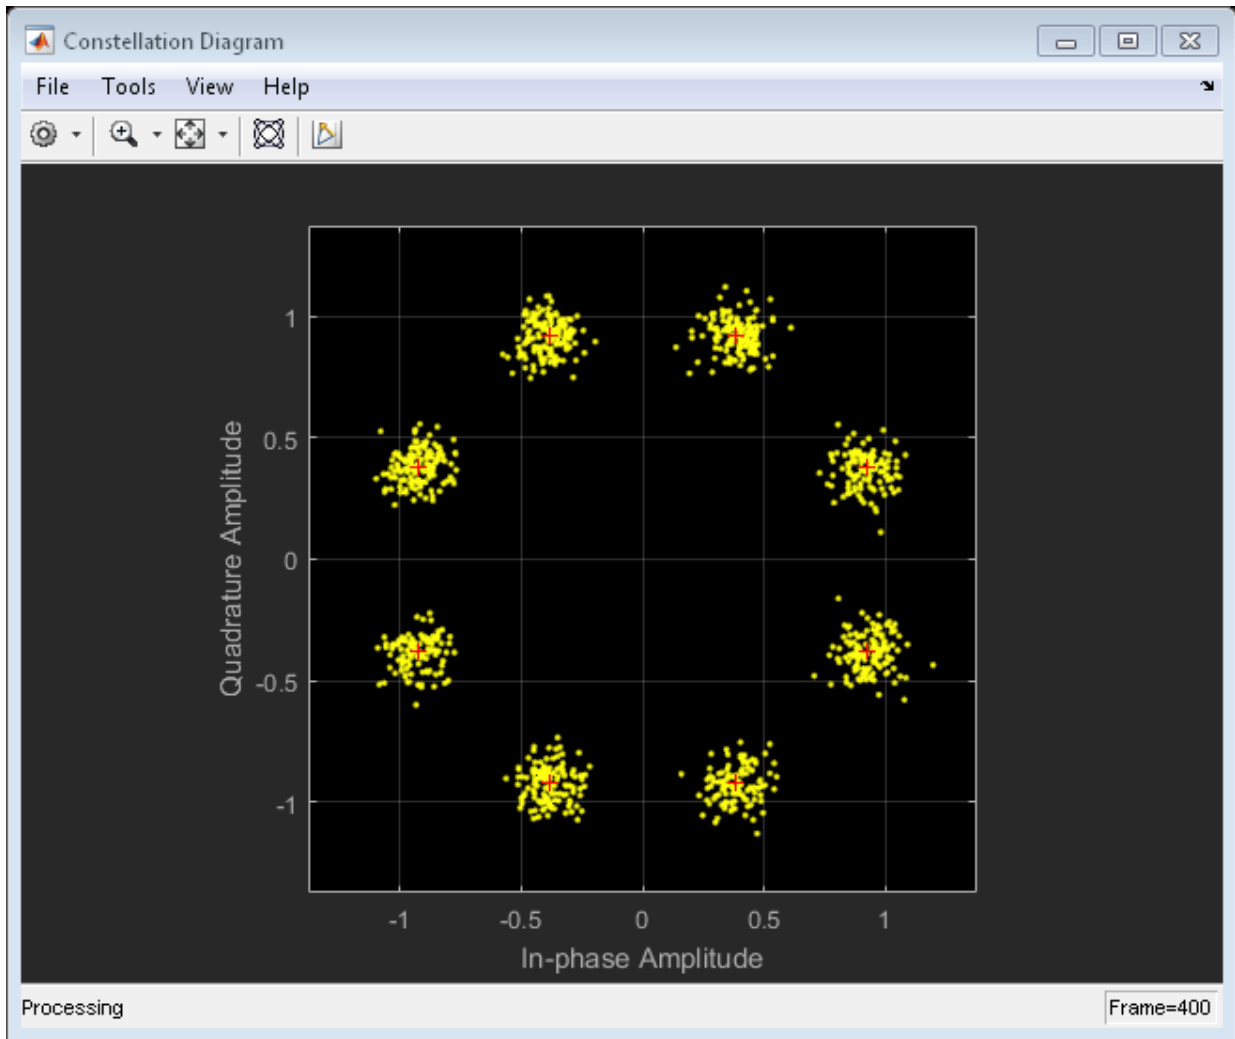 Constellation Diagram
File Tools View Help
1
0.5
0
-0.5
-1
Quadrature Amplitude
-1 -0.5 0 0.5 1
In-phase Amplitude
Processing
Frame=400